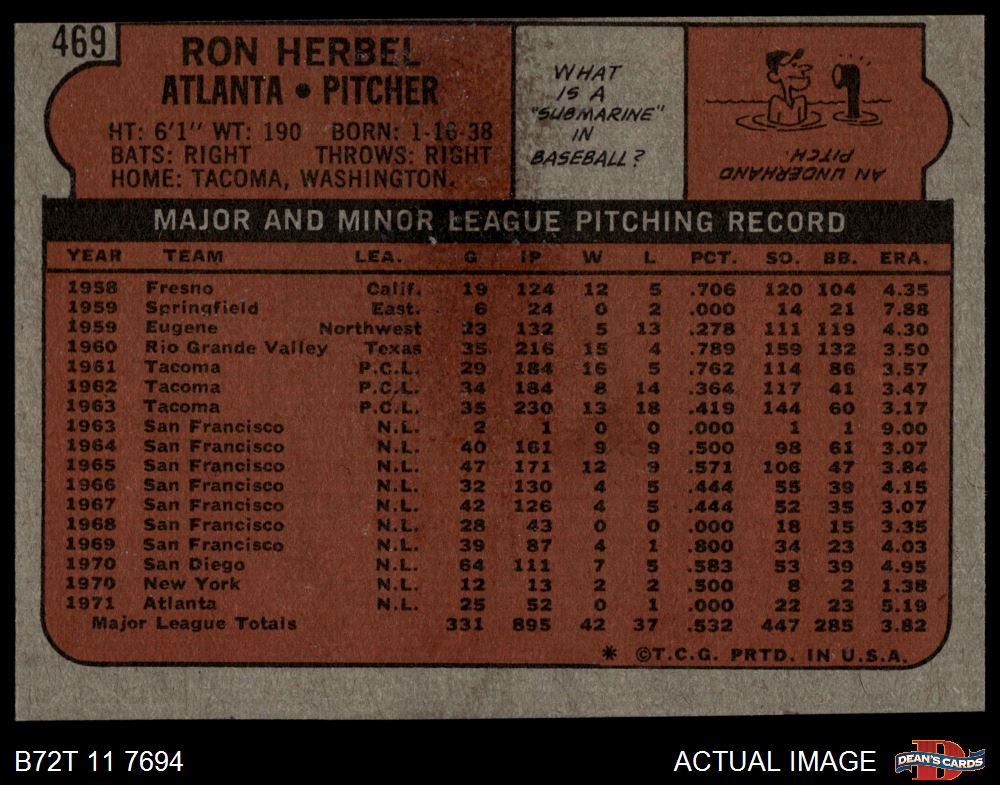 469
RON HERBEL
ATLANTA • PITCHER
HT: 6'1" WT: 190 BORN: 1-16-38
BATS: RIGHT THROWS: RIGHT
HOME: TACOMA, WASHINGTON.
WHAT
IS A
"SUBMARINE"
IN
BASEBALL?
AN UNDERHAND
PITCH.
MAJOR AND MINOR LEAGUE PITCHING RECORD
YEAR TEAM LEA. G IP W L PCT. SO. BB. ERA.
1958 Fresno Calif. 19 124 12 5 .706 120 104 4.35
1959 Springfield East. 6 24 0 2 .000 14 21 7.88
1959 Eugene Northwest 23 132 5 13 .278 111 119 4.30
1960 Rio Grande Valley Texas 35 216 15 4 .789 159 132 3.50
1961 Tacoma P.C.L. 29 184 16 5 .762 114 86 3.57
1962 Tacoma P.C.L. 34 184 8 14 .364 117 41 3.47
1963 Tacoma P.C.L. 35 230 13 18 .419 144 60 3.17
1963 San Francisco N.L. 2 1 0 0 .000 1 1 9.00
1964 San Francisco N.L. 40 161 9 9 .500 98 61 3.07
1965 San Francisco N.L. 47 171 12 9 .571 106 47 3.84
1966 San Francisco N.L. 32 130 4 5 .444 55 39 4.15
1967 San Francisco N.L. 42 126 4 5 .444 52 35 3.07
1968 San Francisco N.L. 28 43 0 0 .000 18 15 3.35
1969 San Francisco N.L. 39 87 4 1 .800 34 23 4.03
1970 San Diego N.L. 64 111 7 5 .583 53 39 4.95
1970 New York N.L. 12 13 2 2 .500 8 2 1.38
1971 Atlanta N.L. 25 52 0 1 .000 22 23 5.19
Major League Totals 331 895 42 37 .532 447 285 3.82
* ©T.C.G. PRTD. IN U.S.A.
B72T 11 7694
ACTUAL IMAGE
DEAN'S CARDS